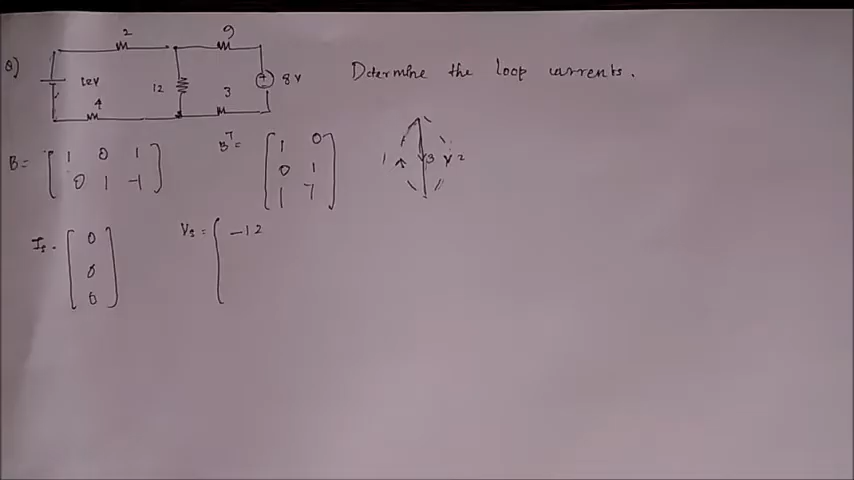 Q) 2 9
12V 12 8 V Determine the loop currents.
4 3
B = [ 1 0 1
0 1 -1 ]
B^T = [ 1 0
0 1
1 -1 ]
1 3 2
Is = [ 0
0
0 ]
Vs = [ -12